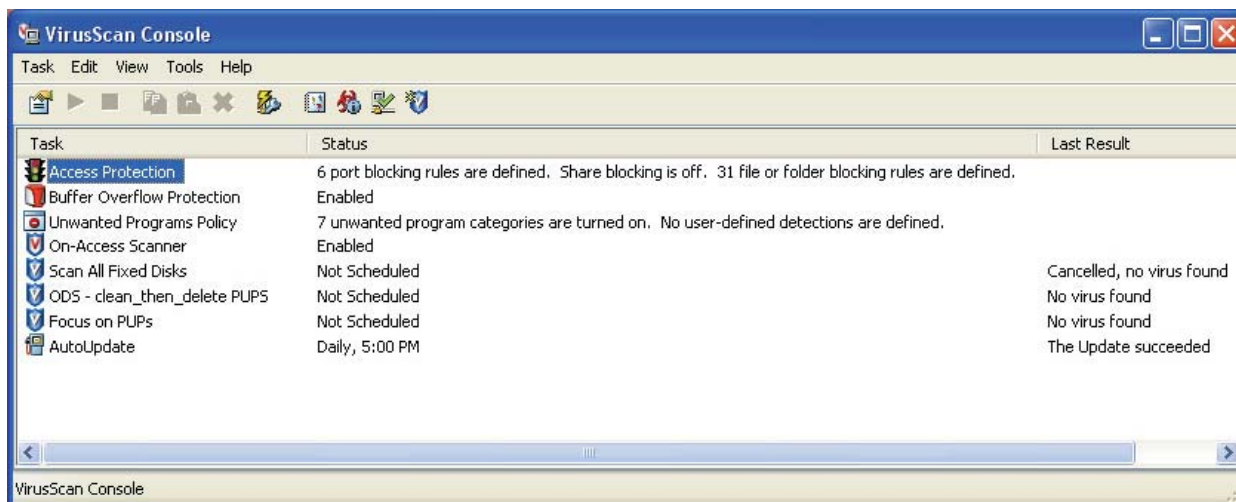 VirusScan Console
Task Edit View Tools Help
Task Status Last Result
Access Protection 6 port blocking rules are defined. Share blocking is off. 31 file or folder blocking rules are defined.
Buffer Overflow Protection Enabled
Unwanted Programs Policy 7 unwanted program categories are turned on. No user-defined detections are defined.
On-Access Scanner Enabled
Scan All Fixed Disks Not Scheduled Cancelled, no virus found
ODS - clean_then_delete PUPS Not Scheduled No virus found
Focus on PUPs Not Scheduled No virus found
AutoUpdate Daily, 5:00 PM The Update succeeded
VirusScan Console